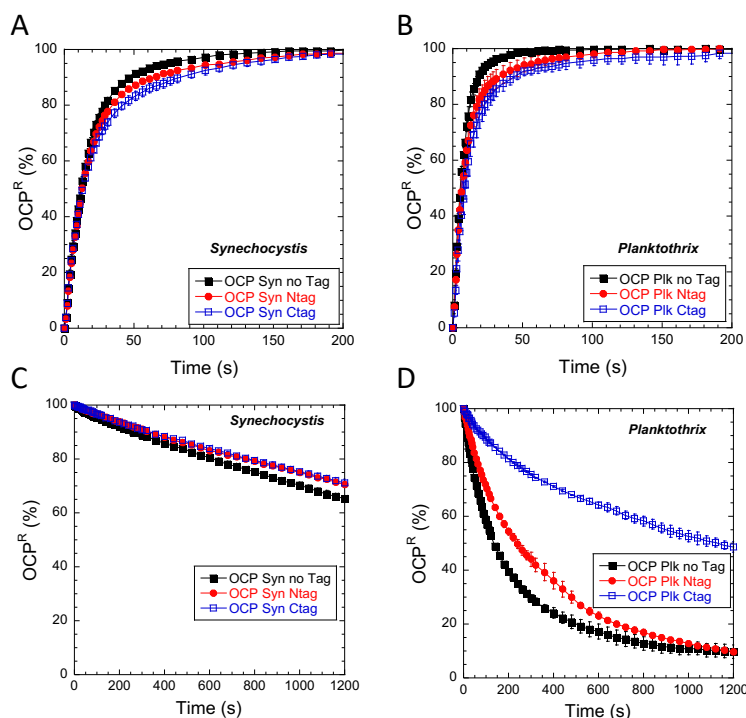 A
100
80
60
40
20
0
OCP^R (%)
Synechocystis
OCP Syn no Tag
OCP Syn Ntag
OCP Syn Ctag
0 50 100 150 200
Time (s)
B
100
80
60
40
20
0
OCP^R (%)
Planktothrix
OCP Plk no Tag
OCP Plk Ntag
OCP Plk Ctag
0 50 100 150 200
Time (s)
C
100
80
60
40
20
0
OCP^R (%)
Synechocystis
OCP Syn no Tag
OCP Syn Ntag
OCP Syn Ctag
0 200 400 600 800 1000 1200
Time (s)
D
100
80
60
40
20
0
OCP^R (%)
Planktothrix
OCP Plk no Tag
OCP Plk Ntag
OCP Plk Ctag
0 200 400 600 800 1000 1200
Time (s)